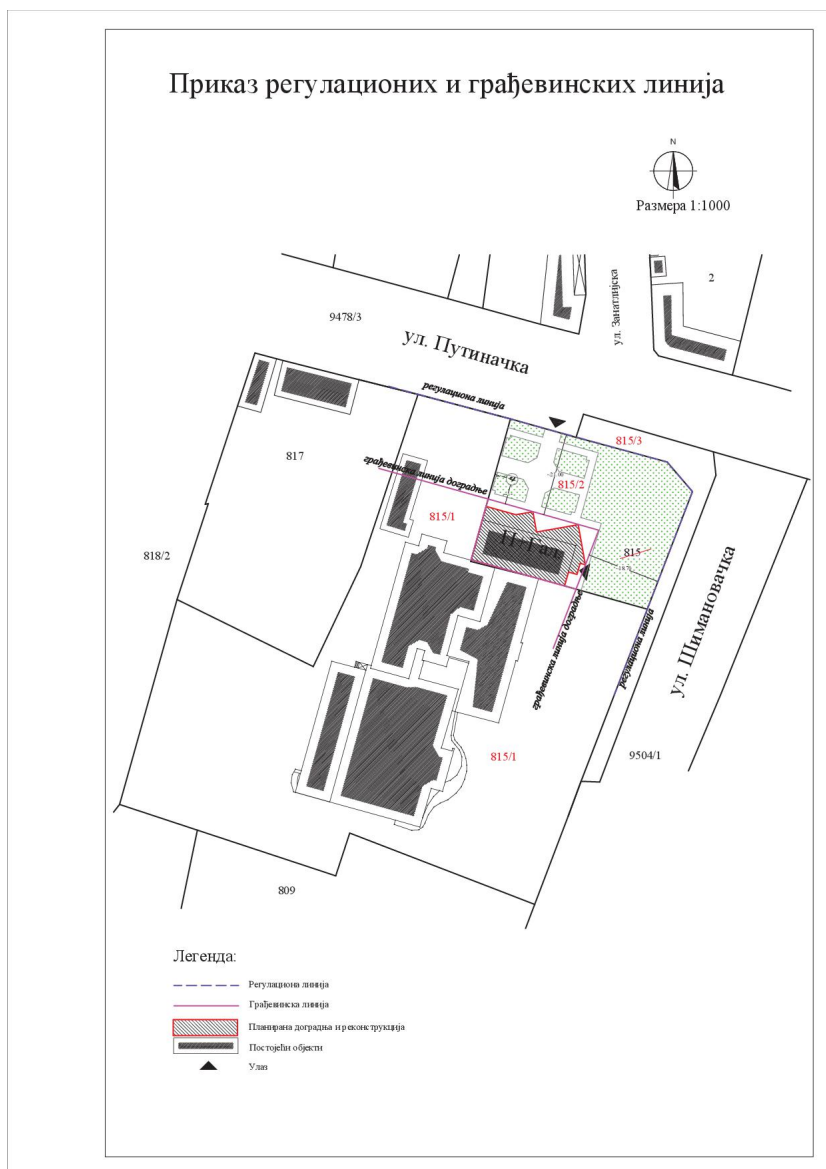 Приказ регулационих и грађевинских линија
N
Размера 1:1000
2
ул. Занатлијска
9478/3
ул. Путиначка
регулациона линија
815/3
817
грађевинска линија доградње
815/2
815/1
П+Гал.
815
818/2
ул. Шимановачка
грађевинска линија доградње
регулациона линија
815/1
9504/1
809
Легенда:
Регулациона линија
Грађевинска линија
Планирана доградња и реконструкција
Постојећи објекти
Улаз